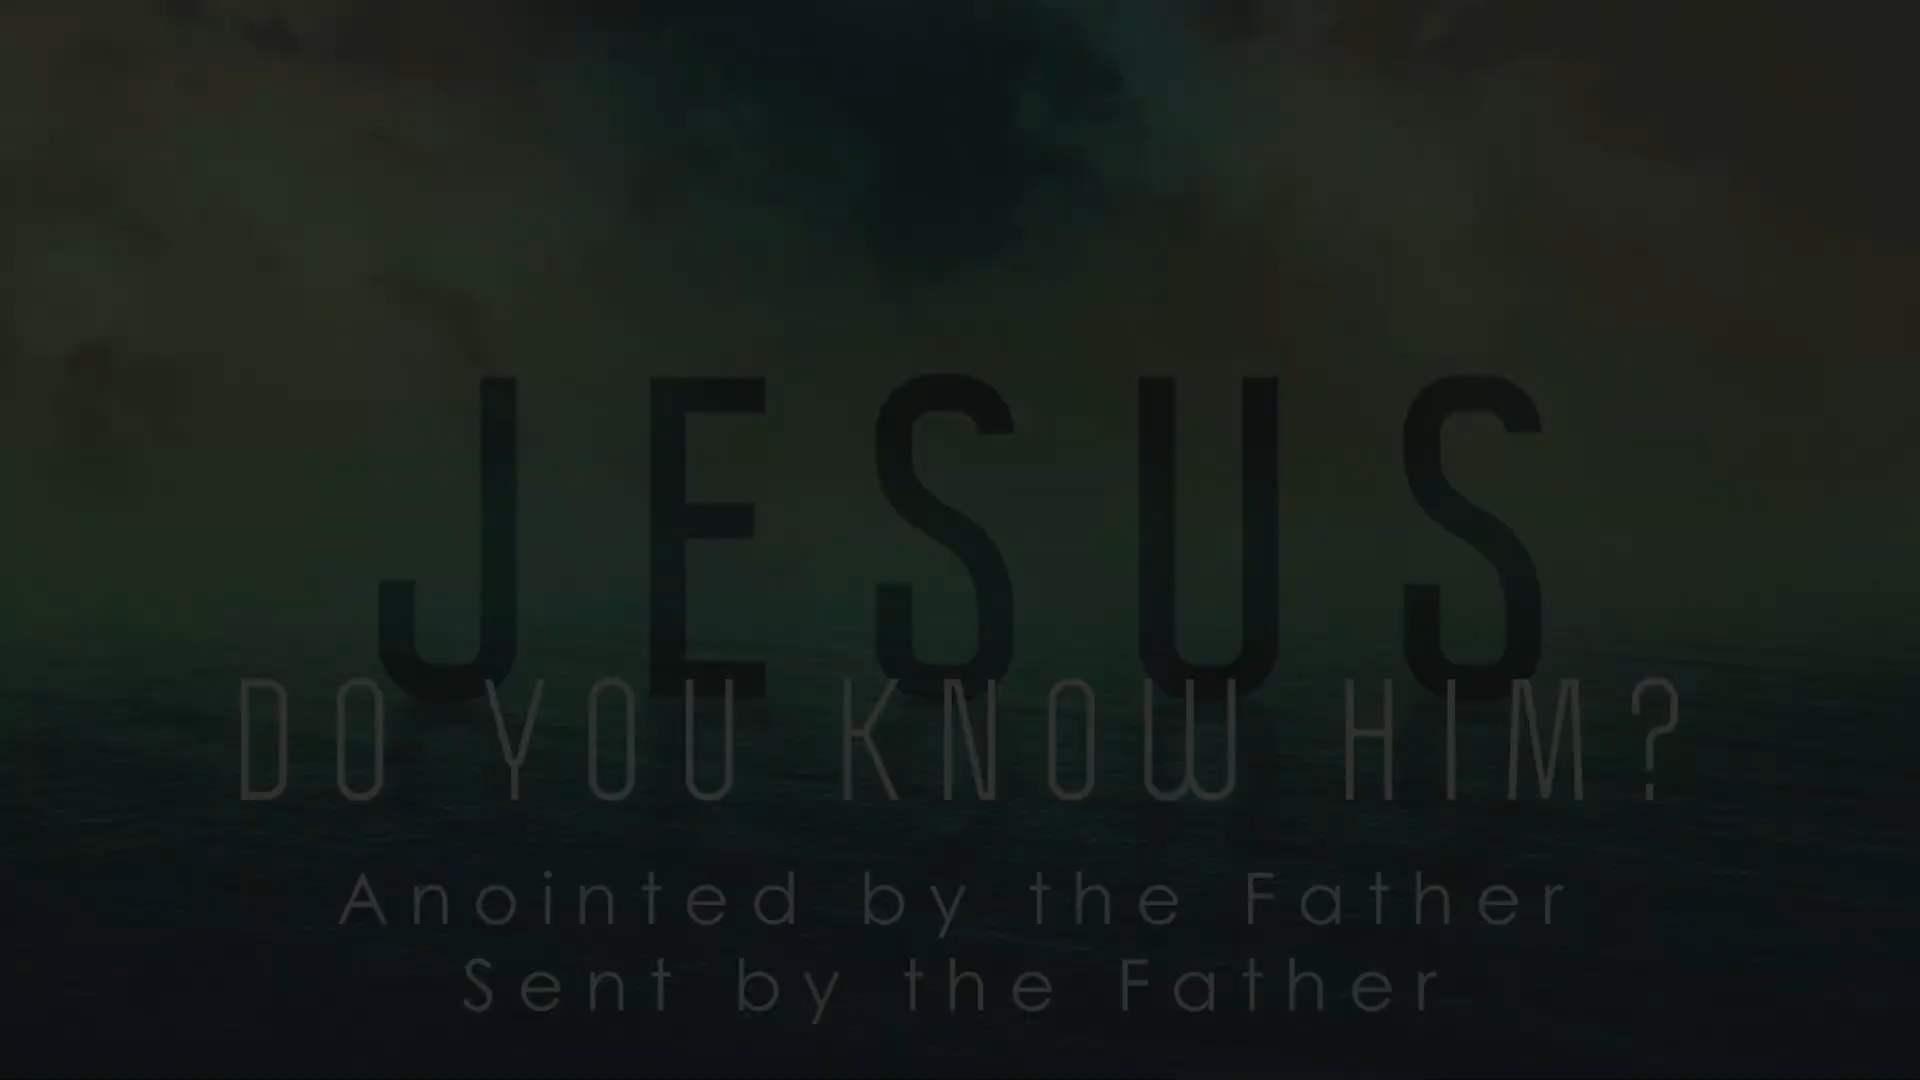 JESUS
DO YOU KNOW HIM?
Anointed by the Father
Sent by the Father